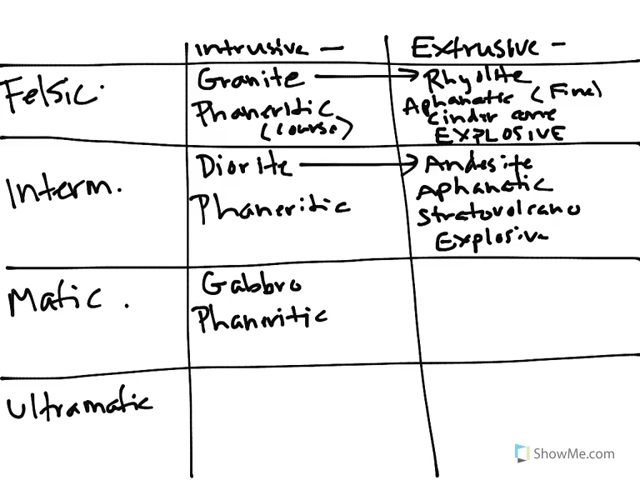 Intrusive — Extrusive –
Felsic. Granite → Rhyolite
Phaneritic Aphanatic (Fine)
(course) Cinder cone
EXPLOSIVE
Interm. Diorite → Andesite
Phaneritic Aphanetic
Stratovolcano
Explosive
Mafic . Gabbro
Phaneritic
Ultramafic
ShowMe.com